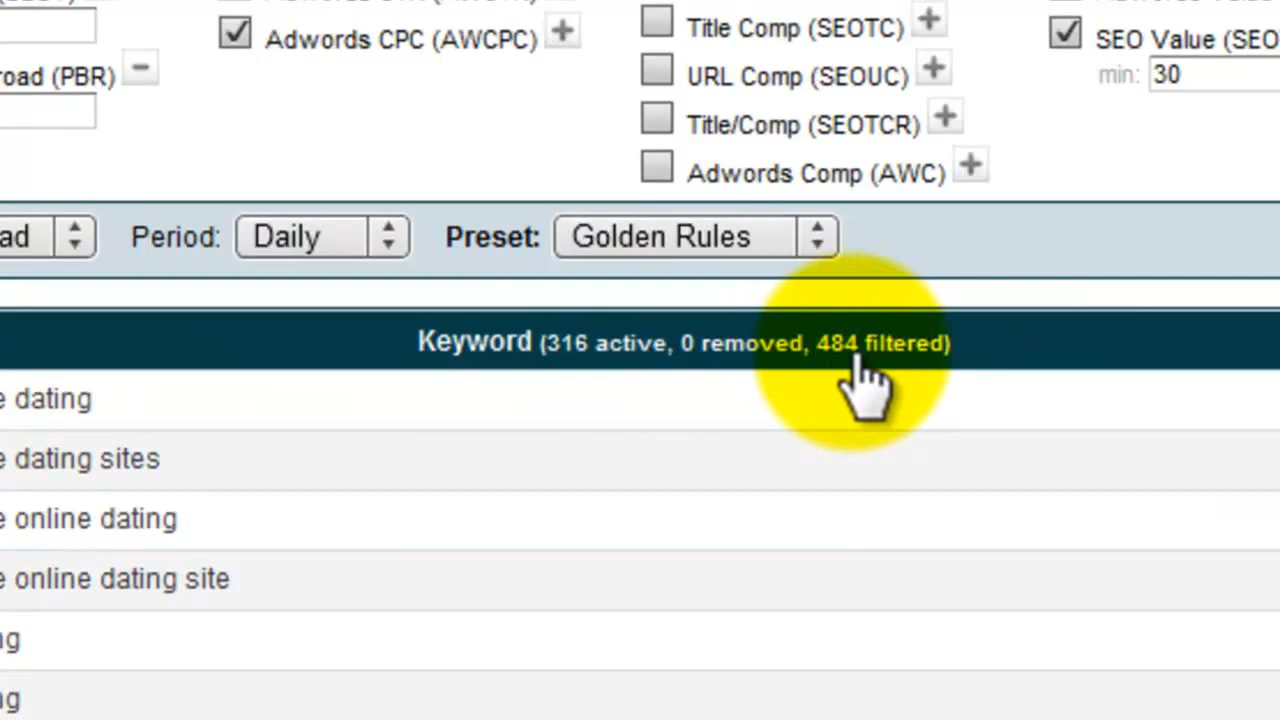 Adwords CPC (AWCPC)
Title Comp (SEOTC)
SEO Value (SEO
road (PBR)
URL Comp (SEOUC)
min: 30
Title/Comp (SEOTCR)
Adwords Comp (AWC)
ad Period: Daily Preset: Golden Rules
Keyword (316 active, 0 removed, 484 filtered)
e dating
e dating sites
e online dating
e online dating site
ng
ng